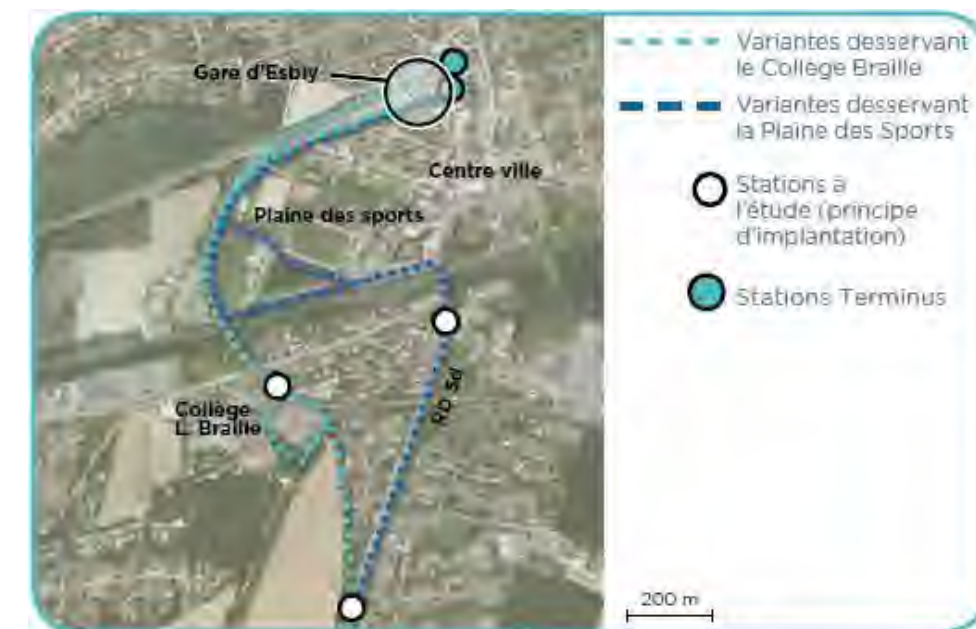 Gare d'Esbly
Centre ville
Plaine des sports
RD 5d
Collège
L. Braille
Variantes desservant
le Collège Braille
Variantes desservant
la Plaine des Sports
Stations à
l'étude (principe
d'implantation)
Stations Terminus
200 m